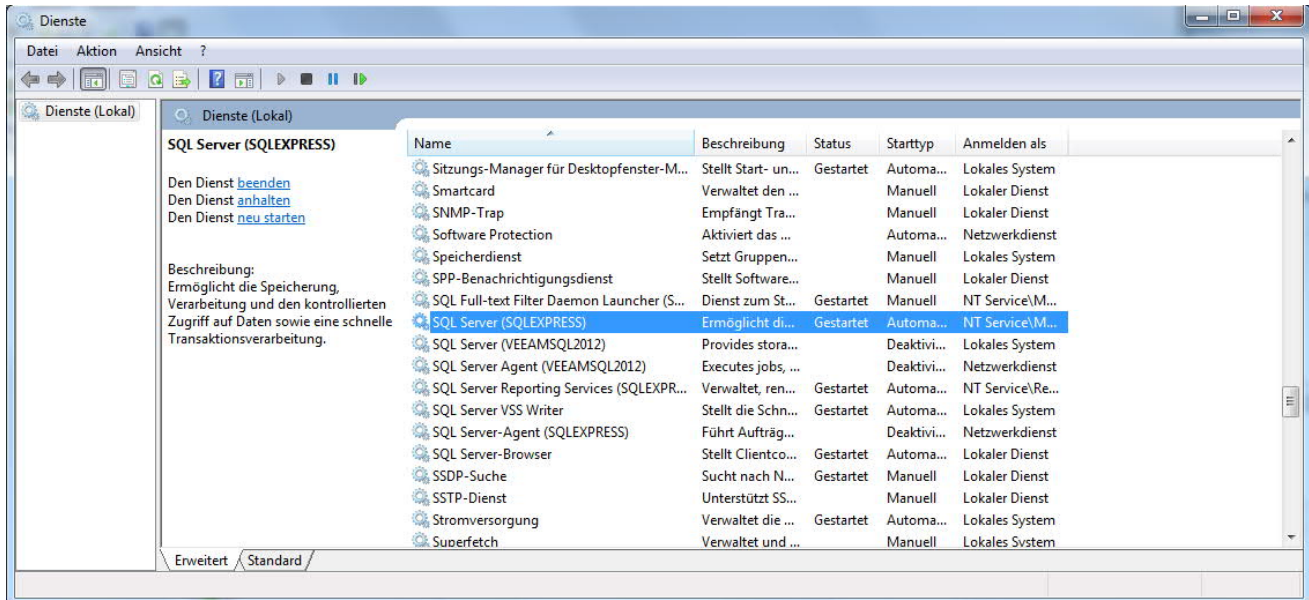 Dienste
Datei Aktion Ansicht ?
Dienste (Lokal)
Dienste (Lokal)
SQL Server (SQLEXPRESS)
Den Dienst beenden
Den Dienst anhalten
Den Dienst neu starten
Beschreibung:
Ermöglicht die Speicherung,
Verarbeitung und den kontrollierten
Zugriff auf Daten sowie eine schnelle
Transaktionsverarbeitung.
Name Beschreibung Status Starttyp Anmelden als
Sitzungs-Manager für Desktopfenster-M... Stellt Start- un... Gestartet Automa... Lokales System
Smartcard Verwaltet den ... Manuell Lokaler Dienst
SNMP-Trap Empfängt Tra... Manuell Lokaler Dienst
Software Protection Aktiviert das ... Automa... Netzwerkdienst
Speicherdienst Setzt Gruppen... Manuell Lokales System
SPP-Benachrichtigungsdienst Stellt Software... Manuell Lokaler Dienst
SQL Full-text Filter Daemon Launcher (S... Dienst zum St... Gestartet Manuell NT Service\M...
SQL Server (SQLEXPRESS) Ermöglicht di... Gestartet Automa... NT Service\M...
SQL Server (VEEAMSQL2012) Provides stora... Deaktivi... Lokales System
SQL Server Agent (VEEAMSQL2012) Executes jobs, ... Deaktivi... Netzwerkdienst
SQL Server Reporting Services (SQLEXPR... Verwaltet, ren... Gestartet Automa... NT Service\Re...
SQL Server VSS Writer Stellt die Schn... Gestartet Automa... Lokales System
SQL Server-Agent (SQLEXPRESS) Führt Aufträg... Deaktivi... Netzwerkdienst
SQL Server-Browser Stellt Clientco... Gestartet Automa... Lokaler Dienst
SSDP-Suche Sucht nach N... Gestartet Manuell Lokaler Dienst
SSTP-Dienst Unterstützt SS... Manuell Lokaler Dienst
Stromversorgung Verwaltet die ... Gestartet Automa... Lokales System
Superfetch Verwaltet und ... Manuell Lokales System
Erweitert Standard